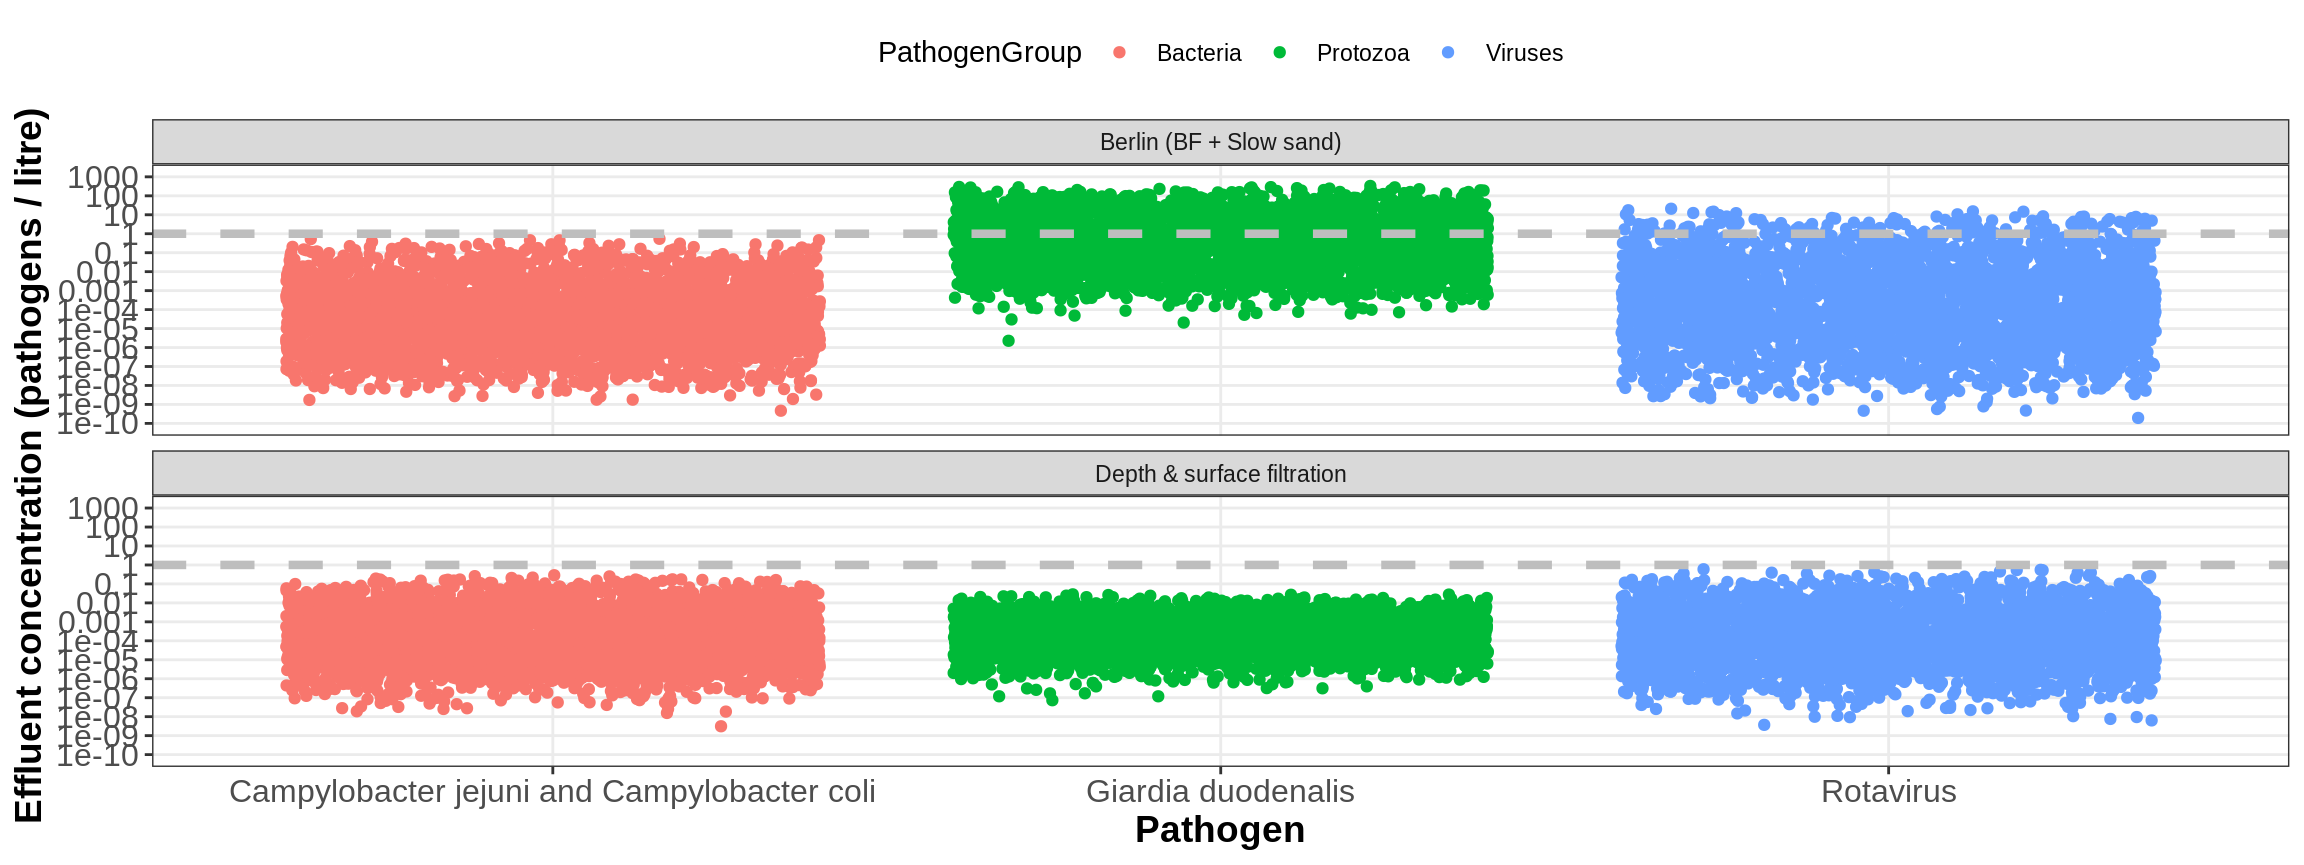 PathogenGroup Bacteria Protozoa Viruses
Effluent concentration (pathogens / litre)
Berlin (BF + Slow sand)
1000
100
10
1
0.1
0.01
0.001
1e-04
1e-05
1e-06
1e-07
1e-08
1e-09
1e-10
Depth & surface filtration
1000
100
10
1
0.1
0.01
0.001
1e-04
1e-05
1e-06
1e-07
1e-08
1e-09
1e-10
Campylobacter jejuni and Campylobacter coli Giardia duodenalis Rotavirus
Pathogen